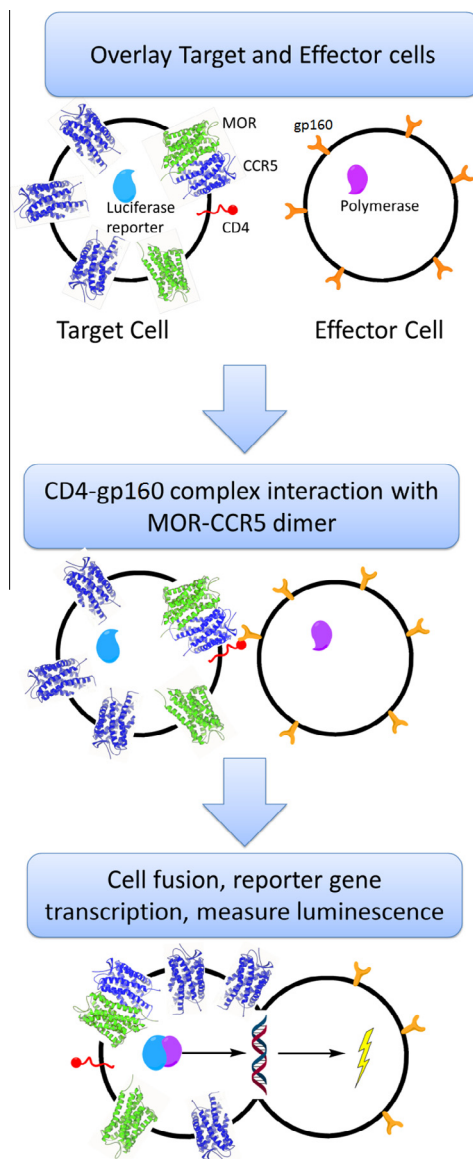 Overlay Target and Effector cells
MOR
gp160
CCR5
Luciferase
reporter
CD4
Polymerase
Target Cell
Effector Cell
CD4-gp160 complex interaction with
MOR-CCR5 dimer
Cell fusion, reporter gene
transcription, measure luminescence